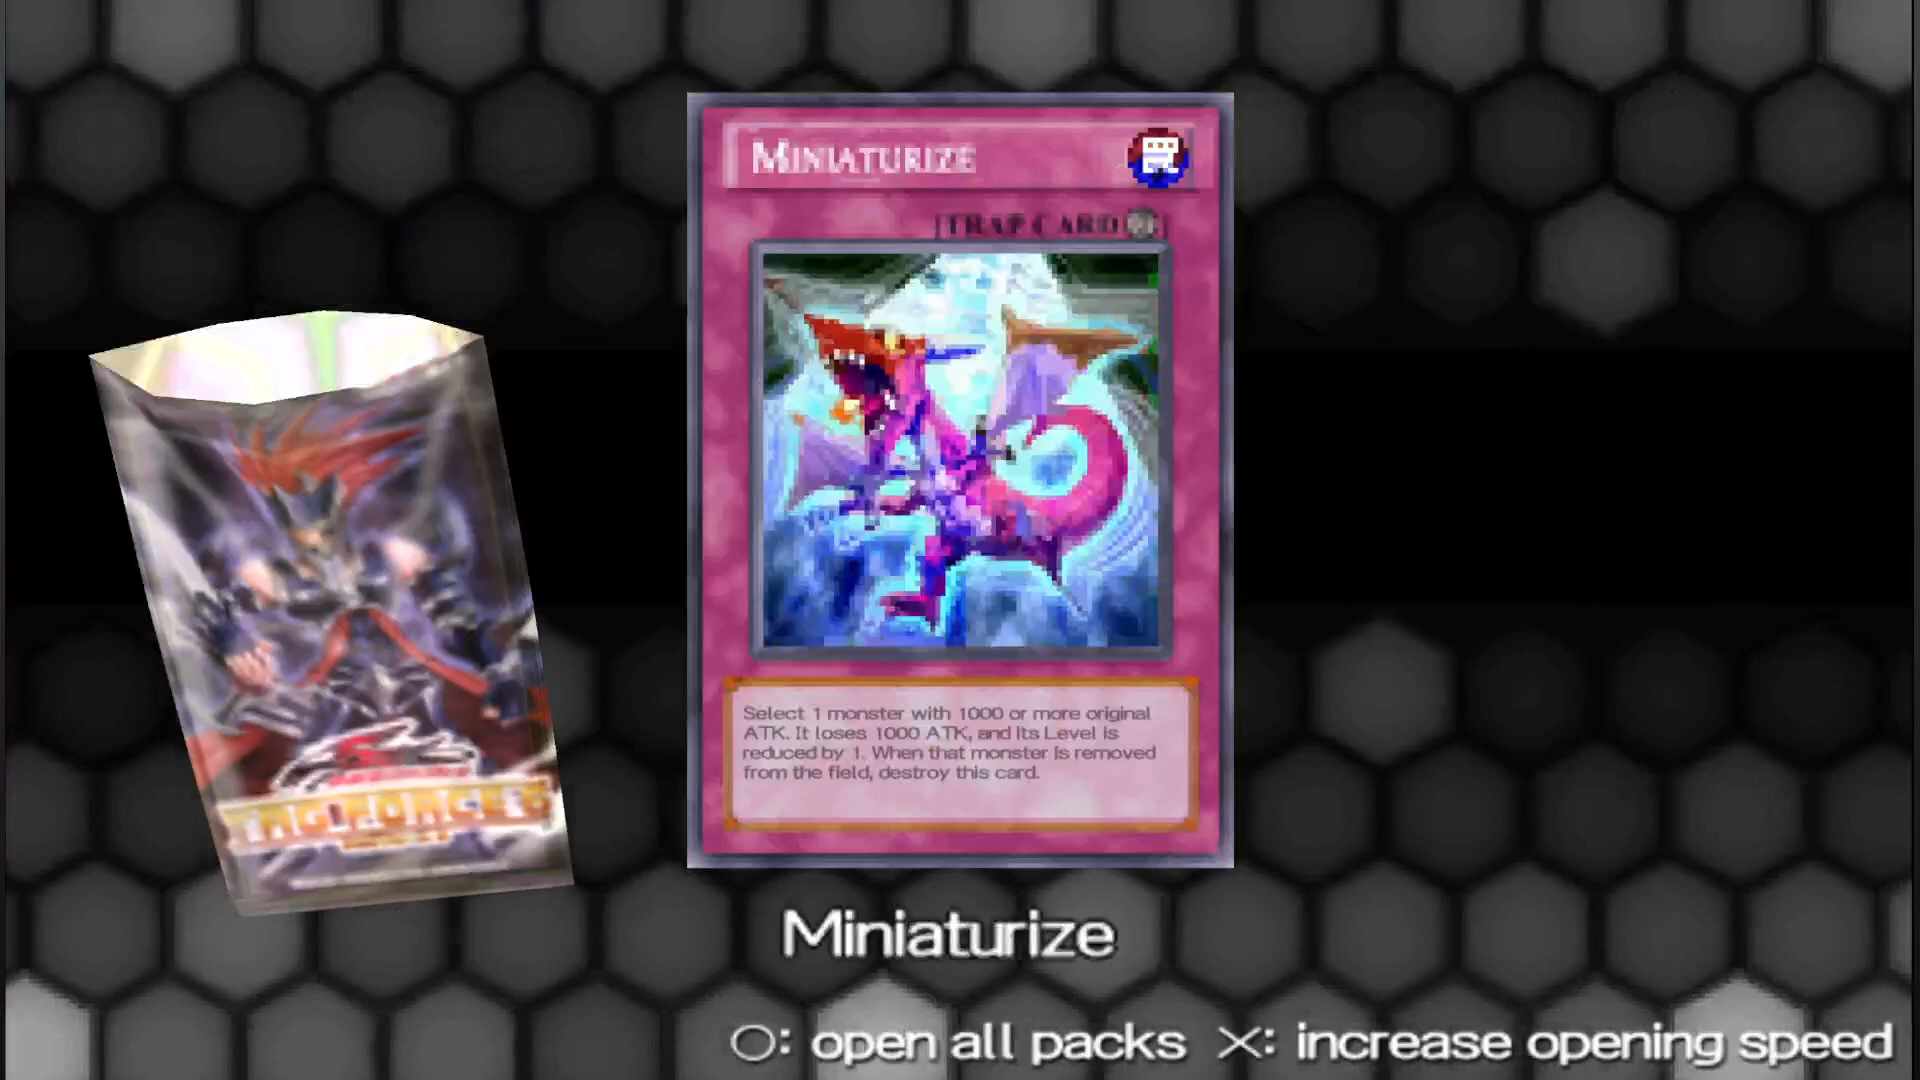 MINIATURIZE
[TRAP CARD]
Select 1 monster with 1000 or more original
ATK. It loses 1000 ATK, and its Level is
reduced by 1. When that monster is removed
from the field, destroy this card.
TAG FORCE
Miniaturize
O: open all packs X: increase opening speed